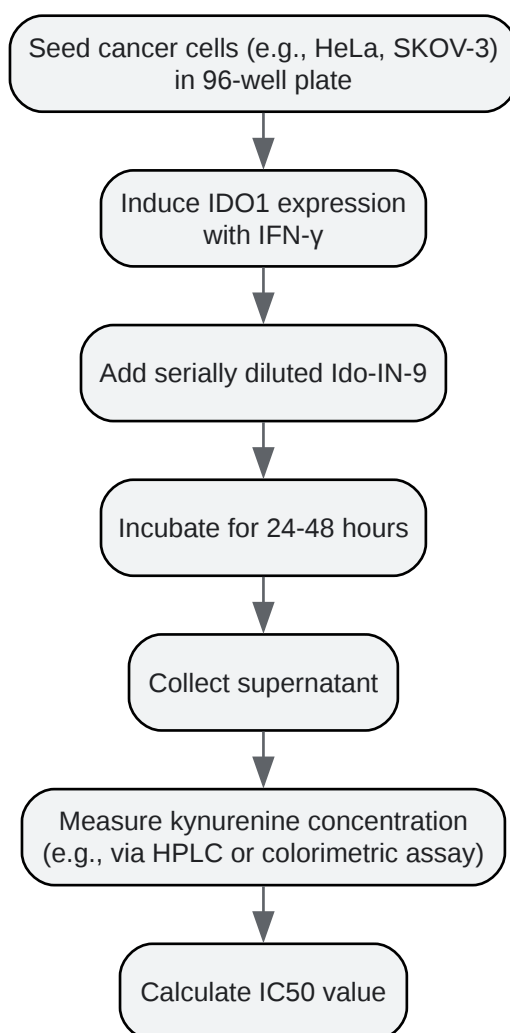 Seed cancer cells (e.g., HeLa, SKOV-3)
in 96-well plate
Induce IDO1 expression
with IFN-γ
Add serially diluted Ido-IN-9
Incubate for 24-48 hours
Collect supernatant
Measure kynurenine concentration
(e.g., via HPLC or colorimetric assay)
Calculate IC50 value